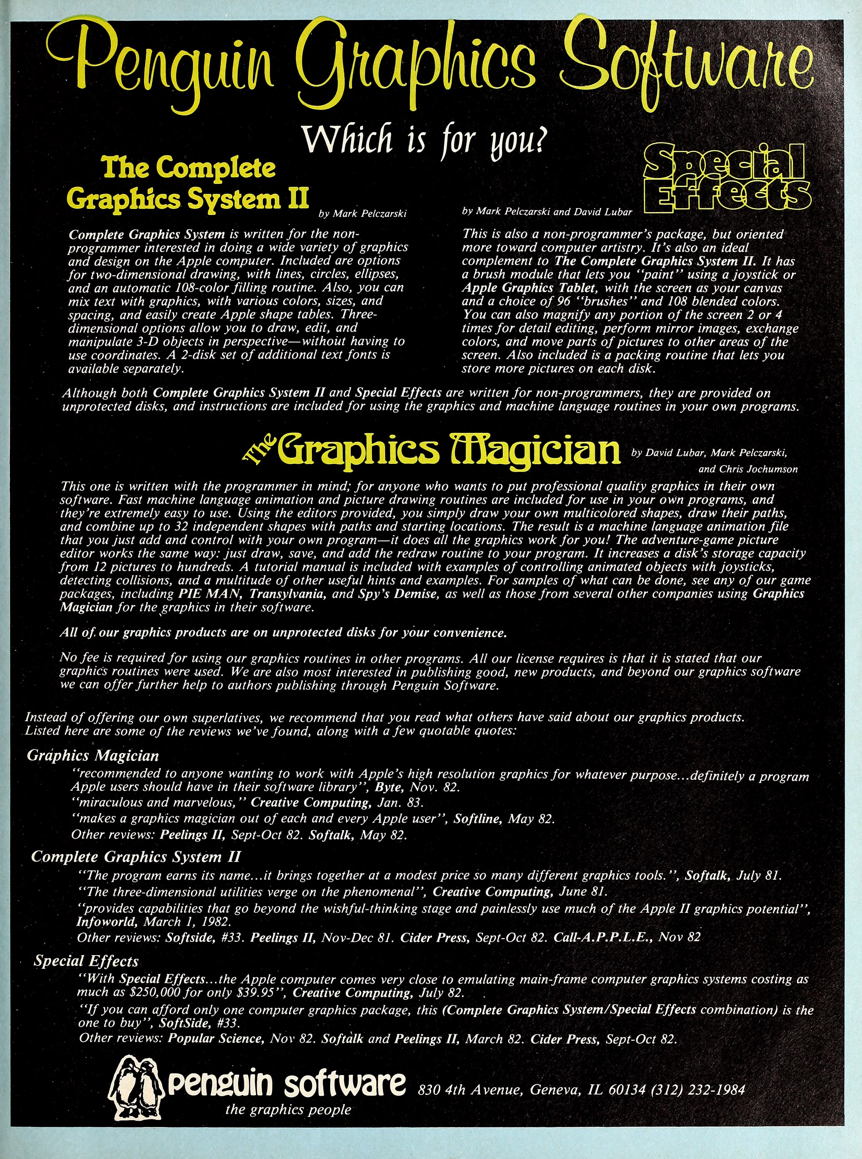 Penguin Graphics Software
Which is for you?
The Complete
Graphics System II
by Mark Pelczarski
Complete Graphics System is written for the non-
programmer interested in doing a wide variety of graphics
and design on the Apple computer. Included are options
for two-dimensional drawing, with lines, circles, ellipses,
and an automatic 108-color filling routine. Also, you can
mix text with graphics, with various colors, sizes, and
spacing, and easily create Apple shape tables. Three-
dimensional options allow you to draw, edit, and
manipulate 3-D objects in perspective—without having to
use coordinates. A 2-disk set of additional text fonts is
available separately.
Special
Effects
by Mark Pelczarski and David Lubar
This is also a non-programmer's package, but oriented
more toward computer artistry. It's also an ideal
complement to The Complete Graphics System II. It has
a brush module that lets you "paint" using a joystick or
Apple Graphics Tablet, with the screen as your canvas
and a choice of 96 "brushes" and 108 blended colors.
You can also magnify any portion of the screen 2 or 4
times for detail editing, perform mirror images, exchange
colors, and move parts of pictures to other areas of the
screen. Also included is a packing routine that lets you
store more pictures on each disk.
Although both Complete Graphics System II and Special Effects are written for non-programmers, they are provided on
unprotected disks, and instructions are included for using the graphics and machine language routines in your own programs.
The Graphics Magician
by David Lubar, Mark Pelczarski,
and Chris Jochumson
This one is written with the programmer in mind; for anyone who wants to put professional quality graphics in their own
software. Fast machine language animation and picture drawing routines are included for use in your own programs, and
they're extremely easy to use. Using the editors provided, you simply draw your own multicolored shapes, draw their paths,
and combine up to 32 independent shapes with paths and starting locations. The result is a machine language animation file
that you just add and control with your own program—it does all the graphics work for you! The adventure-game picture
editor works the same way: just draw, save, and add the redraw routine to your program. It increases a disk's storage capacity
from 12 pictures to hundreds. A tutorial manual is included with examples of controlling animated objects with joysticks,
detecting collisions, and a multitude of other useful hints and examples. For samples of what can be done, see any of our game
packages, including PIE MAN, Transylvania, and Spy's Demise, as well as those from several other companies using Graphics
Magician for the graphics in their software.
All of our graphics products are on unprotected disks for your convenience.
No fee is required for using our graphics routines in other programs. All our license requires is that it is stated that our
graphics routines were used. We are also most interested in publishing good, new products, and beyond our graphics software
we can offer further help to authors publishing through Penguin Software.
Instead of offering our own superlatives, we recommend that you read what others have said about our graphics products.
Listed here are some of the reviews we've found, along with a few quotable quotes:
Graphics Magician
"recommended to anyone wanting to work with Apple's high resolution graphics for whatever purpose...definitely a program
Apple users should have in their software library", Byte, Nov. 82.
"miraculous and marvelous," Creative Computing, Jan. 83.
"makes a graphics magician out of each and every Apple user", Softline, May 82.
Other reviews: Peelings II, Sept-Oct 82. Softalk, May 82.
Complete Graphics System II
"The program earns its name...it brings together at a modest price so many different graphics tools.", Softalk, July 81.
"The three-dimensional utilities verge on the phenomenal", Creative Computing, June 81.
"provides capabilities that go beyond the wishful-thinking stage and painlessly use much of the Apple II graphics potential",
Infoworld, March 1, 1982.
Other reviews: Softside, #33. Peelings II, Nov-Dec 81. Cider Press, Sept-Oct 82. Call-A.P.P.L.E., Nov 82
Special Effects
"With Special Effects...the Apple computer comes very close to emulating main-frame computer graphics systems costing as
much as $250,000 for only $39.95", Creative Computing, July 82.
"If you can afford only one computer graphics package, this (Complete Graphics System/Special Effects combination) is the
one to buy", SoftSide, #33.
Other reviews: Popular Science, Nov 82. Softalk and Peelings II, March 82. Cider Press, Sept-Oct 82.
penguin software
830 4th Avenue, Geneva, IL 60134 (312) 232-1984
the graphics people